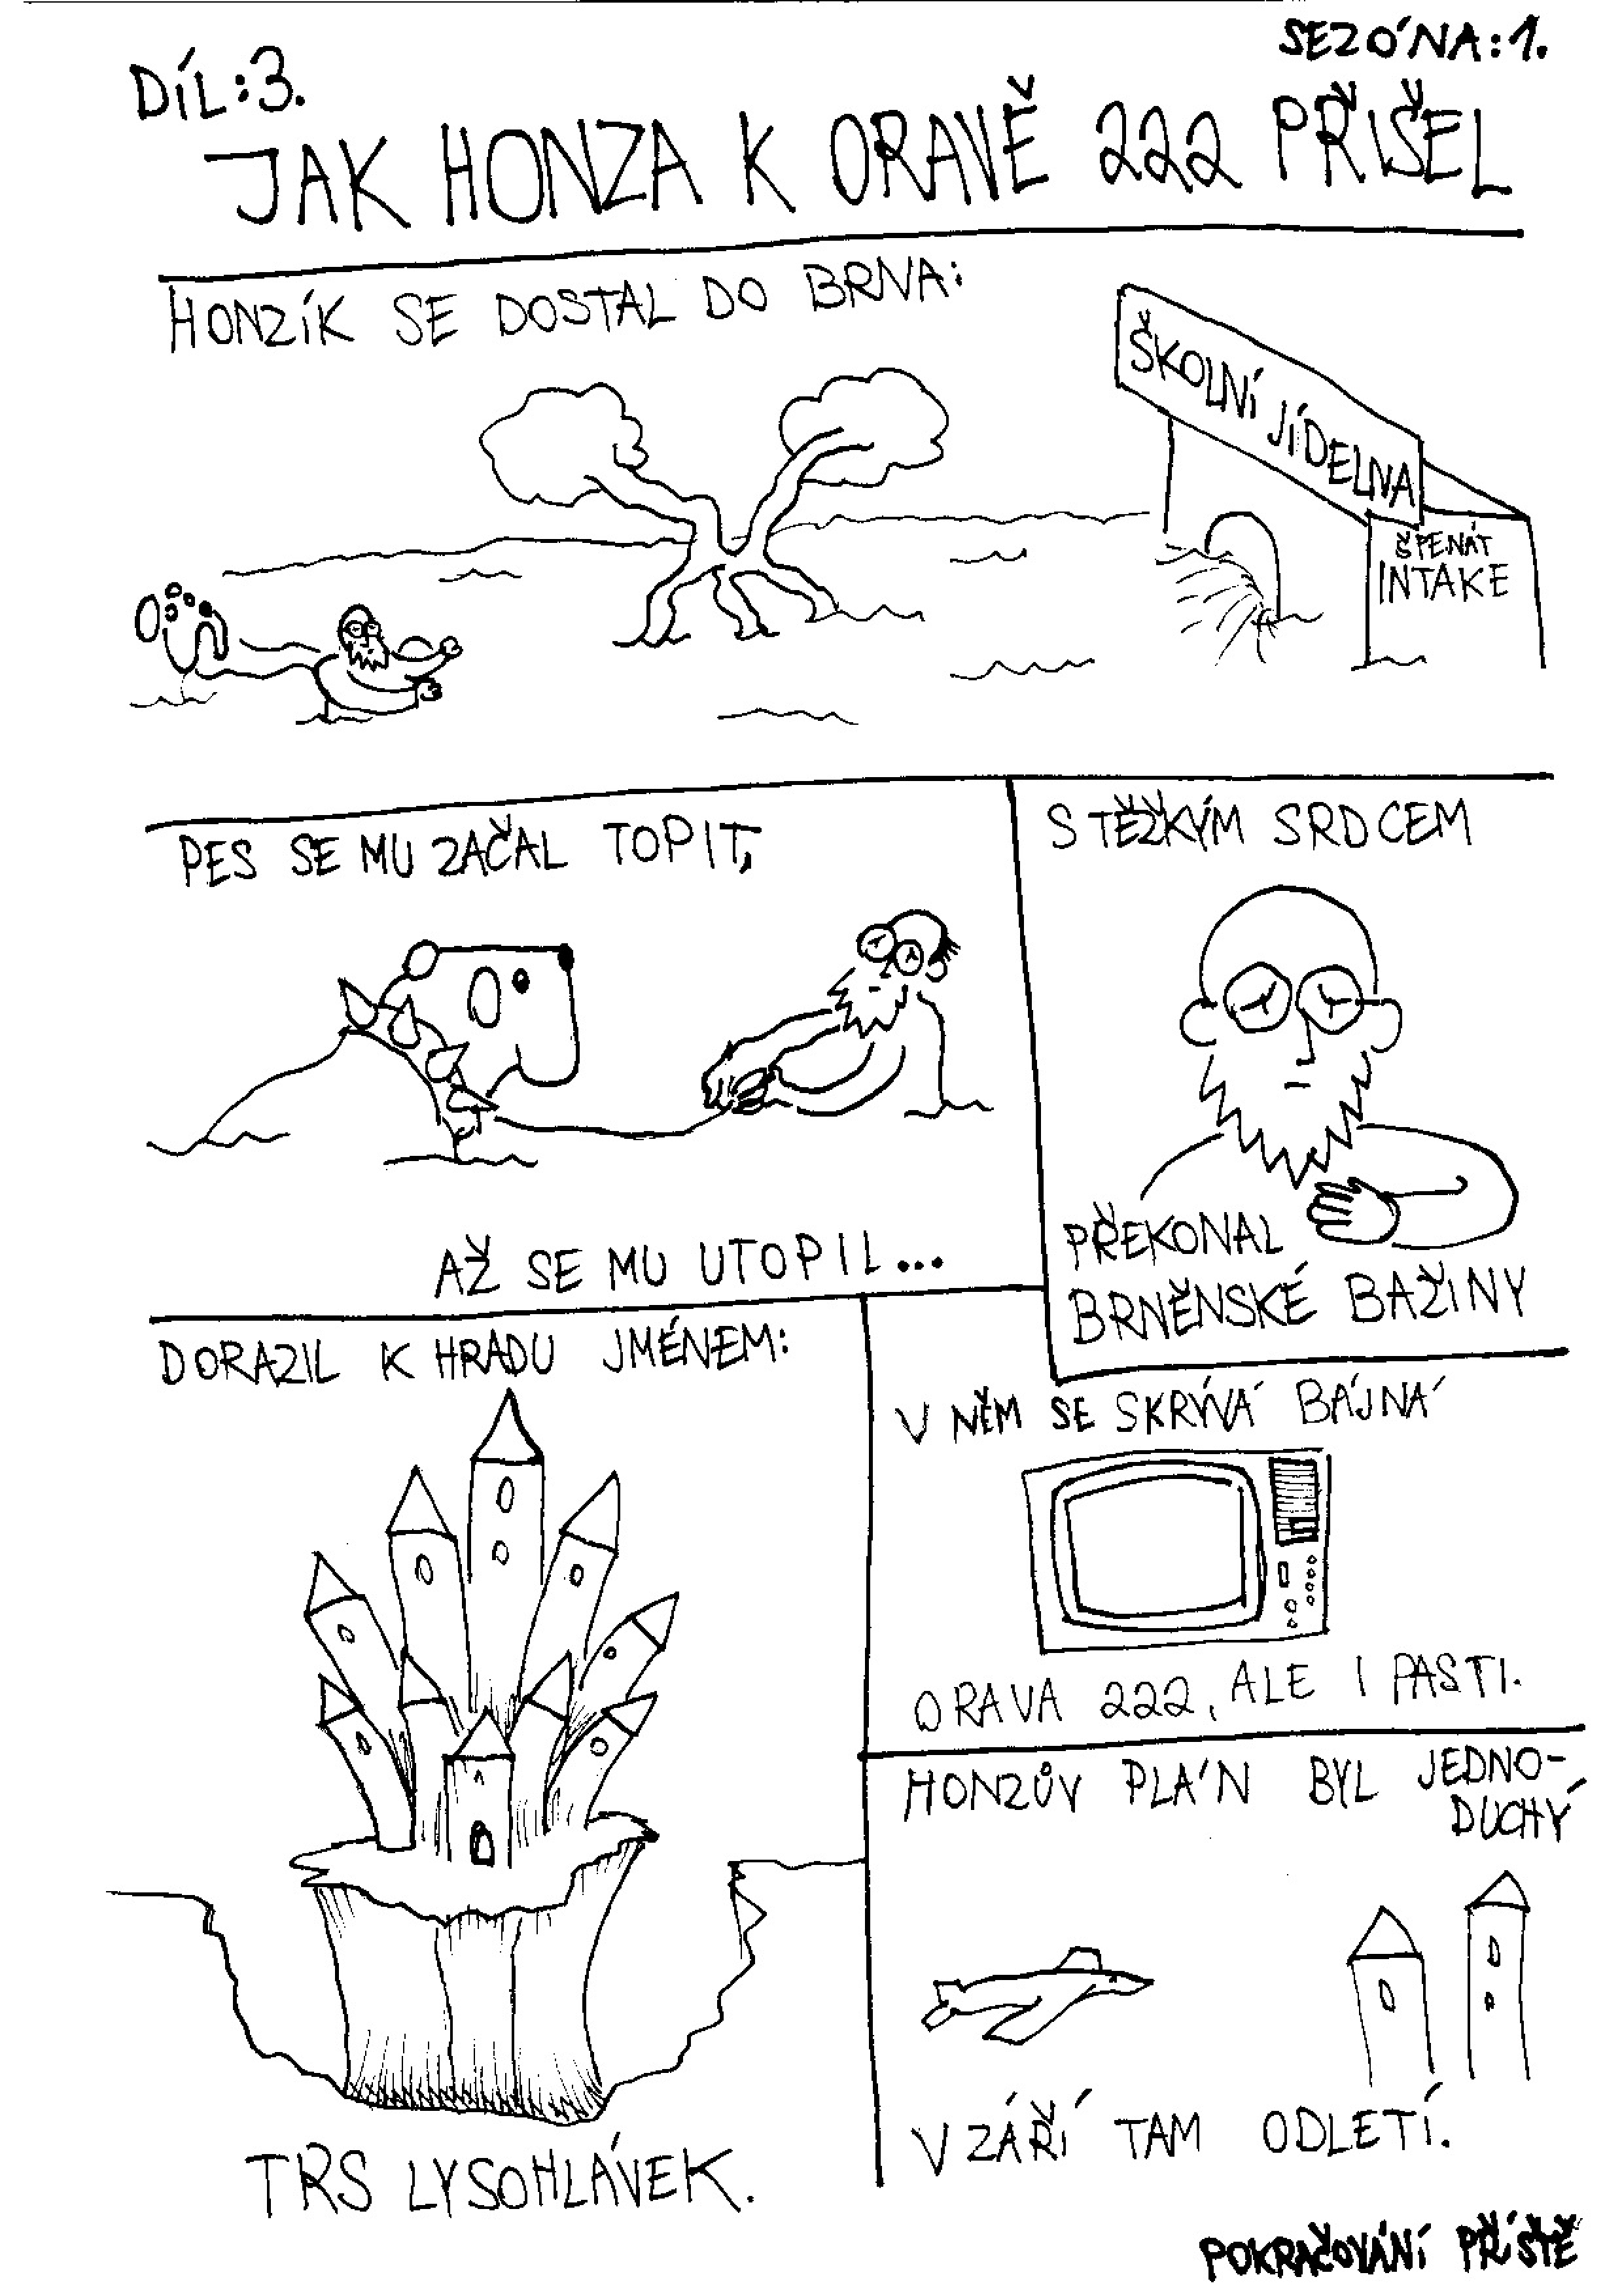 SEZÓNA:1.
DÍL:3.
JAK HONZA K ORAVĚ 222 PŘIŠEL
HONZÍK SE DOSTAL DO BRNA:
ŠKOLNÍ JÍDELNA
ŠPENÁT
INTAKE
PES SE MU ZAČAL TOPIT,
AŽ SE MU UTOPIL...
S TĚŽKÝM SRDCEM
PŘEKONAL
BRNĚNSKÉ BAŽINY
DORAZIL K HRADU JMÉNEM:
TRS LYSOHLÁVEK.
V NĚM SE SKRÝVÁ BÁJNÁ
ORAVA 222, ALE I PASTI.
HONZŮV PLÁN BYL JEDNO-
DUCHÝ
V ZÁŘÍ TAM ODLETÍ.
POKRAČOVÁNÍ PŘÍŠTĚ